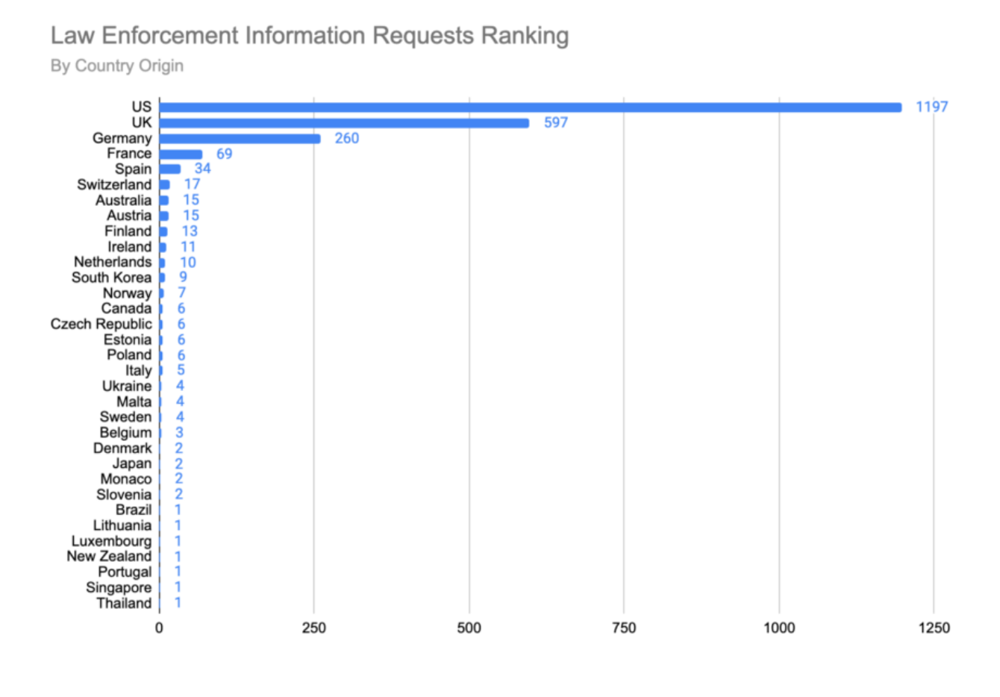 Law Enforcement Information Requests Ranking
By Country Origin
US 1197
UK 597
Germany 260
France 69
Spain 34
Switzerland 17
Australia 15
Austria 15
Finland 13
Ireland 11
Netherlands 10
South Korea 9
Norway 7
Canada 6
Czech Republic 6
Estonia 6
Poland 6
Italy 5
Ukraine 4
Malta 4
Sweden 4
Belgium 3
Denmark 2
Japan 2
Monaco 2
Slovenia 2
Brazil 1
Lithuania 1
Luxembourg 1
New Zealand 1
Portugal 1
Singapore 1
Thailand 1
0 250 500 750 1000 1250